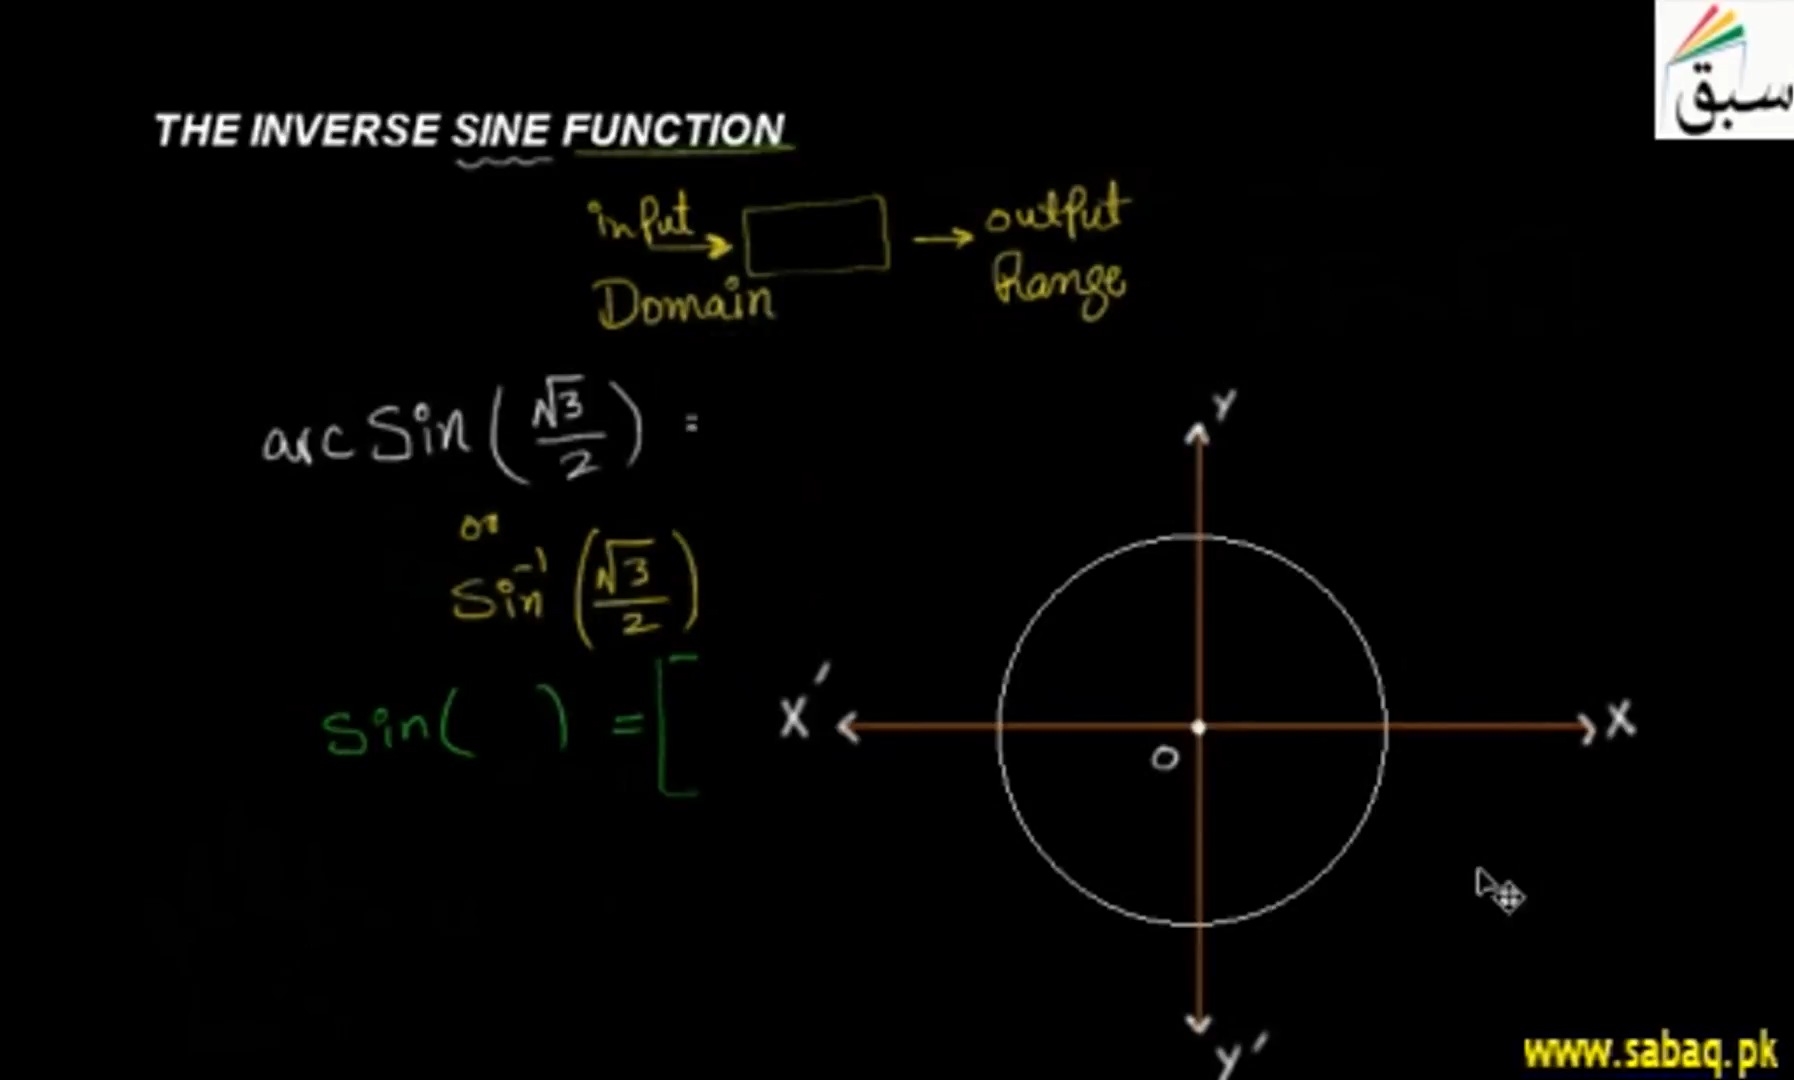 سبق
THE INVERSE SINE FUNCTION
input → → output
Domain Range
arc Sin (√3/2) =
or
Sin⁻¹ (√3/2)
Sin( ) = [
Y
X′ X
O
Y′
www.sabaq.pk